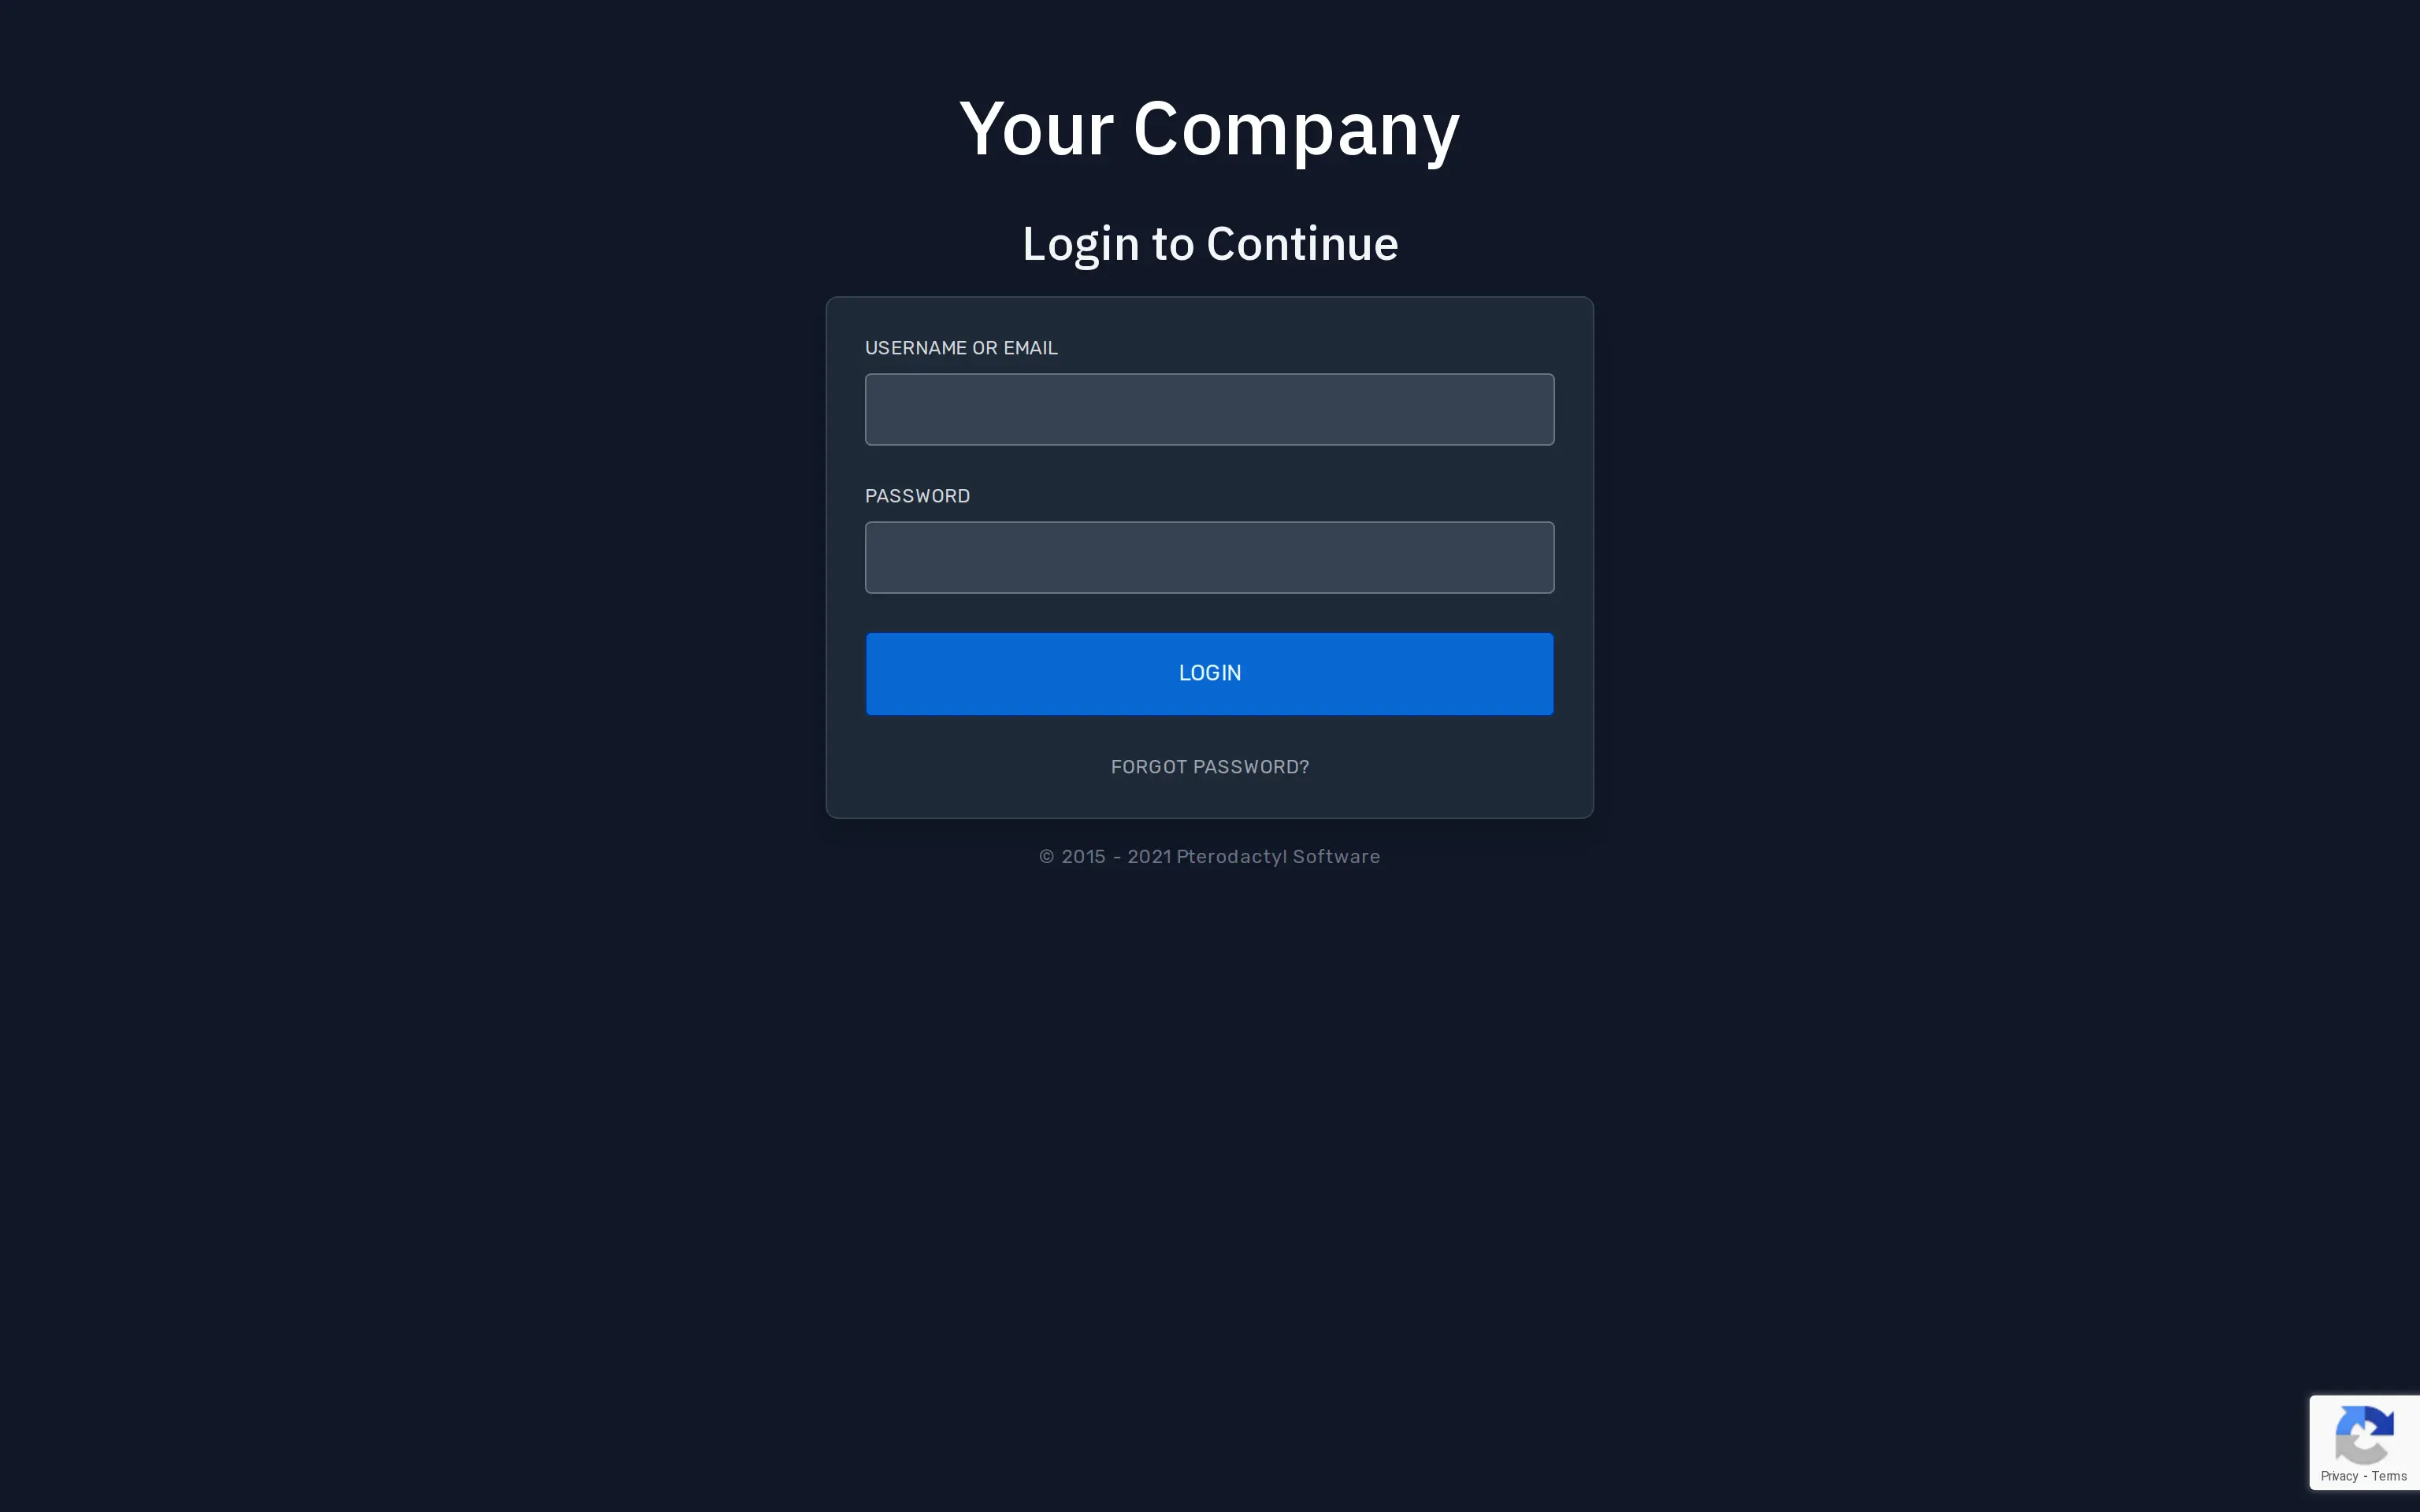 Your Company
Login to Continue
USERNAME OR EMAIL
PASSWORD
LOGIN
FORGOT PASSWORD?
© 2015 - 2021 Pterodactyl Software
Privacy - Terms